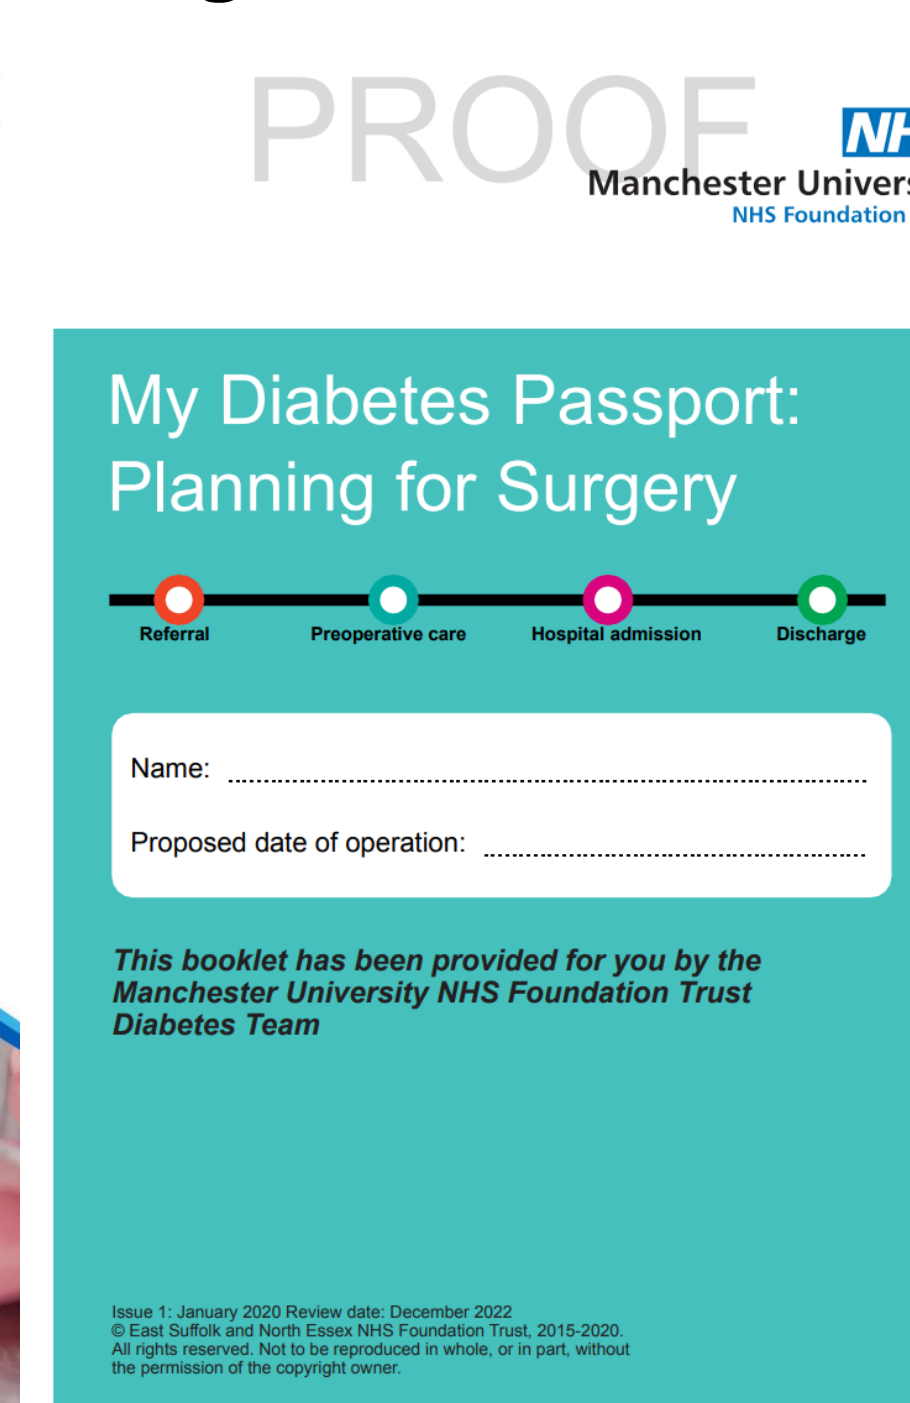 PROOF
Manchester
NHS Foundation
My Diabetes Passport:
Planning for Surgery
Referral Preoperative care Hospital admission Discharge
Name:
Proposed date of operation:
This booklet has been provided for you by the
Manchester University NHS Foundation Trust
Diabetes Team
Issue 1: January 2020 Review date: December 2022
© East Suffolk and North Essex NHS Foundation Trust, 2015-2020.
All rights reserved. Not to be reproduced in whole, or in part, without
the permission of the copyright owner.